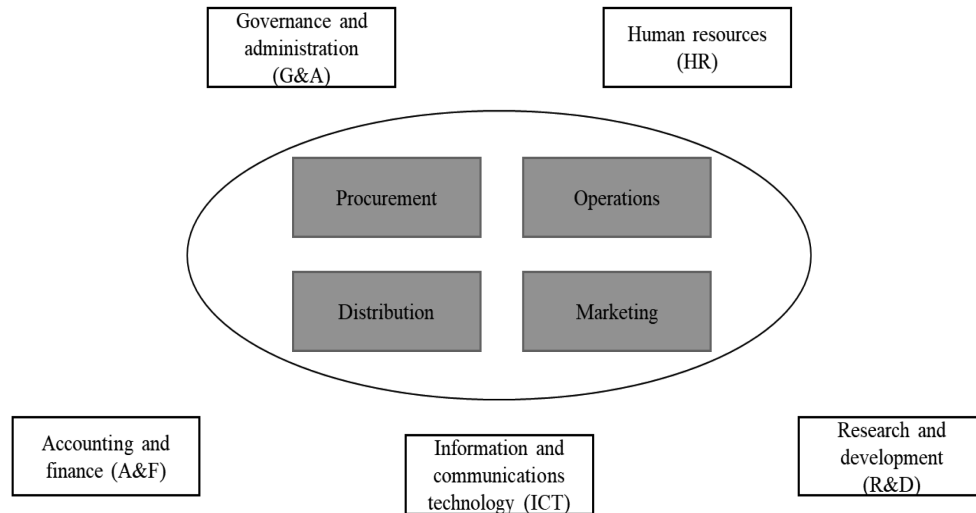 Governance and
administration
(G&A)
Human resources
(HR)
Procurement
Operations
Distribution
Marketing
Accounting and
finance (A&F)
Information and
communications
technology (ICT)
Research and
development
(R&D)